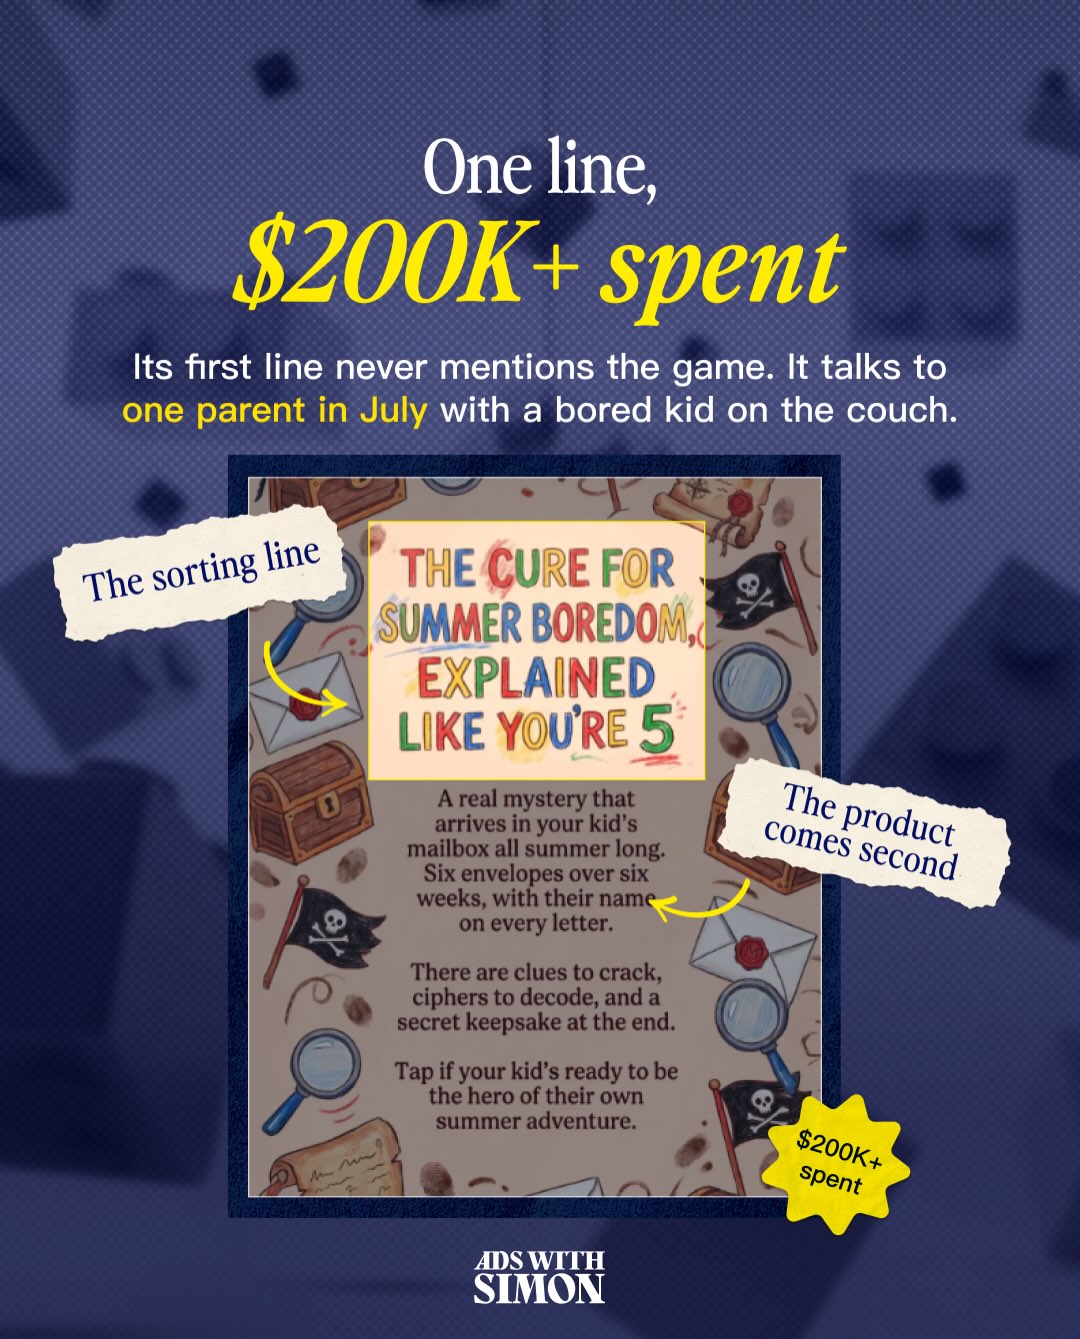 One line,
$200K+ spent
Its first line never mentions the game. It talks to
one parent in July with a bored kid on the couch.
The sorting line
THE CURE FOR
SUMMER BOREDOM,
EXPLAINED
LIKE YOU'RE 5
The product
comes second
A real mystery that
arrives in your kid's
mailbox all summer long.
Six envelopes over six
weeks, with their name
on every letter.
There are clues to crack,
ciphers to decode, and a
secret keepsake at the end.
Tap if your kid's ready to be
the hero of their own
summer adventure.
$200K+
spent
ADS WITH
SIMON